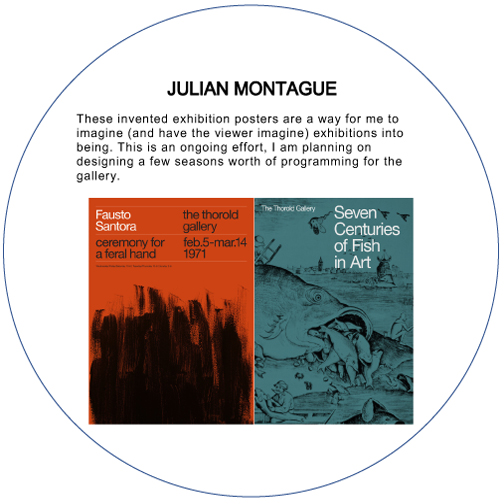 JULIAN MONTAGUE
These invented exhibition posters are a way for me to
imagine (and have the viewer imagine) exhibitions into
being. This is an ongoing effort, I am planning on
designing a few seasons worth of programming for the
gallery.
Fausto
Santora
the thorold
gallery
ceremony for
a feral hand
feb.5-mar.14
1971
The Thorold Gallery
Seven
Centuries
of Fish
in Art